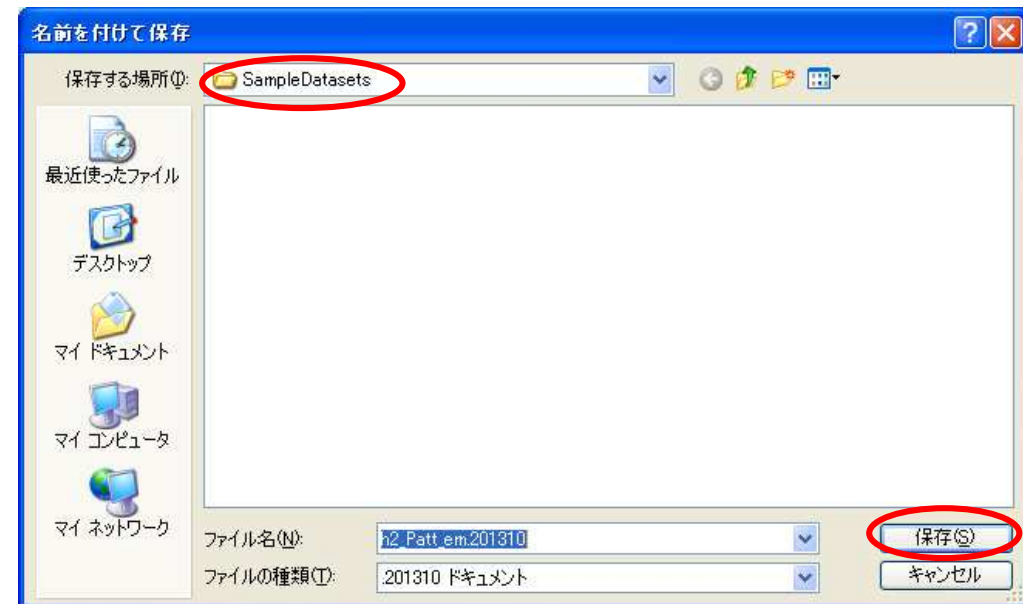 名前を付けて保存
保存する場所(I):
SampleDatasets
最近使ったファイル
デスクトップ
マイ ドキュメント
マイ コンピュータ
マイ ネットワーク
ファイル名(N):
h2_Patt_em.201310
保存(S)
ファイルの種類(T):
.201310 ドキュメント
キャンセル